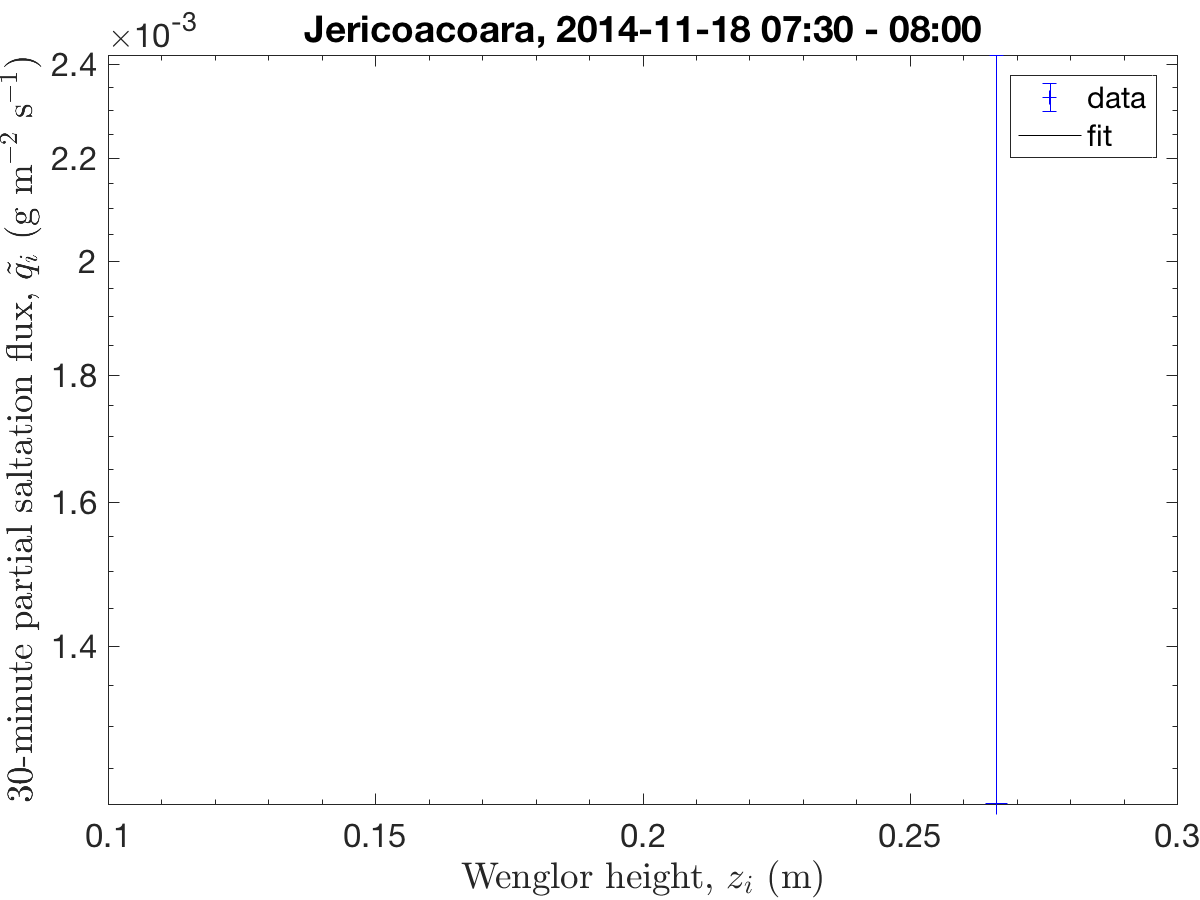 Jericoacoara, 2014-11-18 07:30 - 08:00
×10⁻³
2.4
2.2
2
1.8
1.6
1.4
30-minute partial saltation flux, q̃ᵢ (g m⁻² s⁻¹)
data
fit
0.1 0.15 0.2 0.25 0.3
Wenglor height, zᵢ (m)